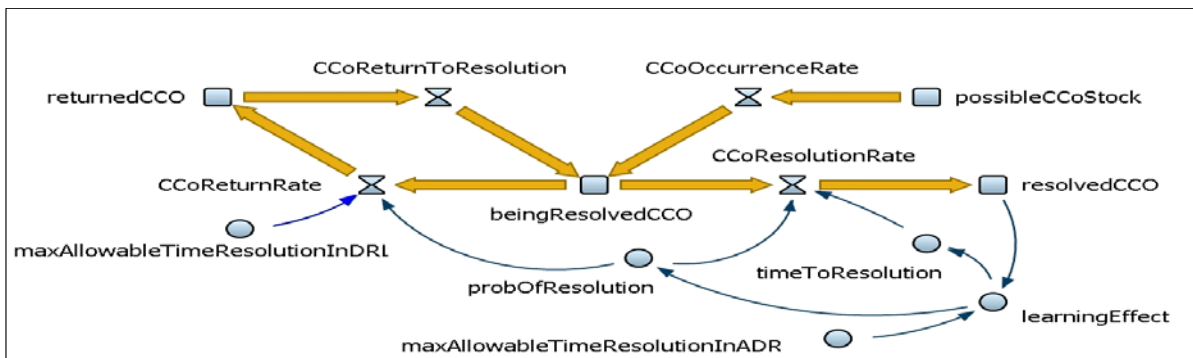 CCoReturnToResolution
CCoOccurrenceRate
returnedCCO
possibleCCoStock
CCoResolutionRate
CCoReturnRate
resolvedCCO
beingResolvedCCO
maxAllowableTimeResolutionInDRL
timeToResolution
probOfResolution
learningEffect
maxAllowableTimeResolutionInADR